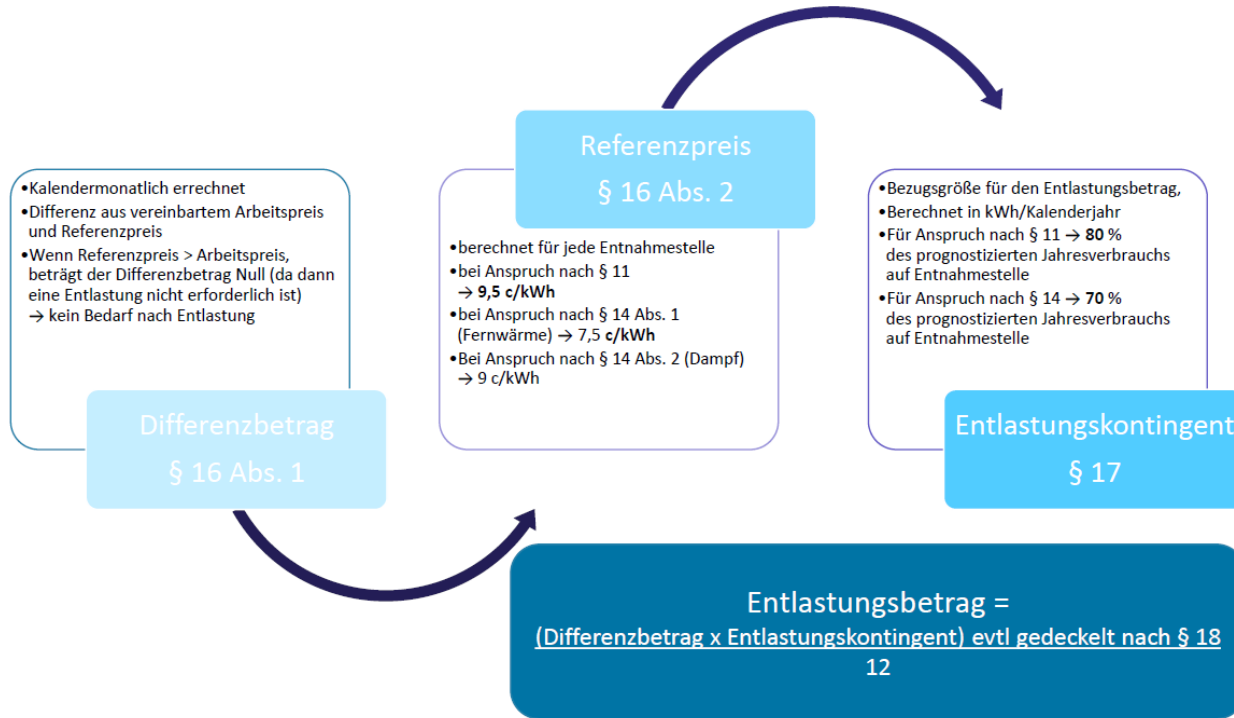 •Kalendermonatlich errechnet
•Differenz aus vereinbartem Arbeitspreis
und Referenzpreis
•Wenn Referenzpreis > Arbeitspreis,
beträgt der Differenzbetrag Null (da dann
eine Entlastung nicht erforderlich ist)
→ kein Bedarf nach Entlastung
Differenzbetrag
§ 16 Abs. 1
Referenzpreis
§ 16 Abs. 2
•berechnet für jede Entnahmestelle
•bei Anspruch nach § 11
→ 9,5 c/kWh
•bei Anspruch nach § 14 Abs. 1
(Fernwärme) → 7,5 c/kWh
•Bei Anspruch nach § 14 Abs. 2 (Dampf)
→ 9 c/kWh
•Bezugsgröße für den Entlastungsbetrag,
•Berechnet in kWh/Kalenderjahr
•Für Anspruch nach § 11 → 80 %
des prognostizierten Jahresverbrauchs
auf Entnahmestelle
•Für Anspruch nach § 14 → 70 %
des prognostizierten Jahresverbrauchs
auf Entnahmestelle
Entlastungskontingent
§ 17
Entlastungsbetrag =
(Differenzbetrag x Entlastungskontingent) evtl gedeckelt nach § 18
12